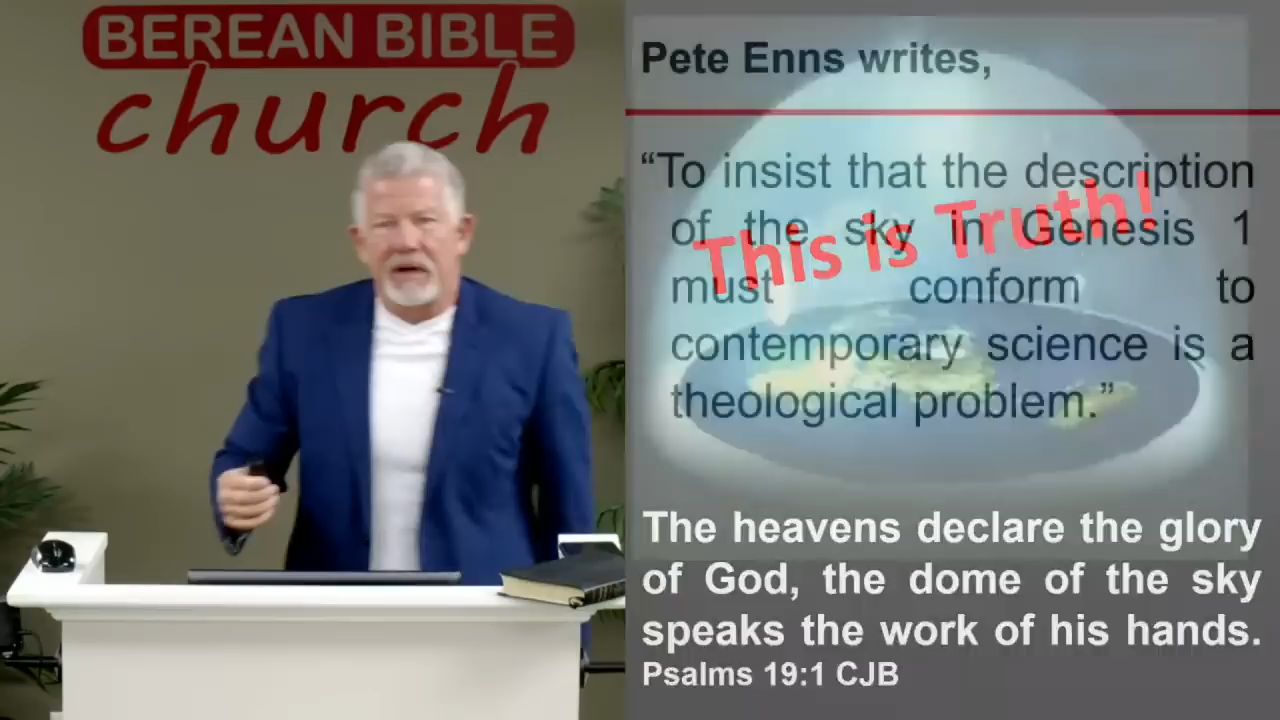 BEREAN BIBLE
church
Pete Enns writes,
“To insist that the description
of the sky in Genesis 1
must conform to
contemporary science is a
theological problem.”
This is Truth!
The heavens declare the glory
of God, the dome of the sky
speaks the work of his hands.
Psalms 19:1 CJB